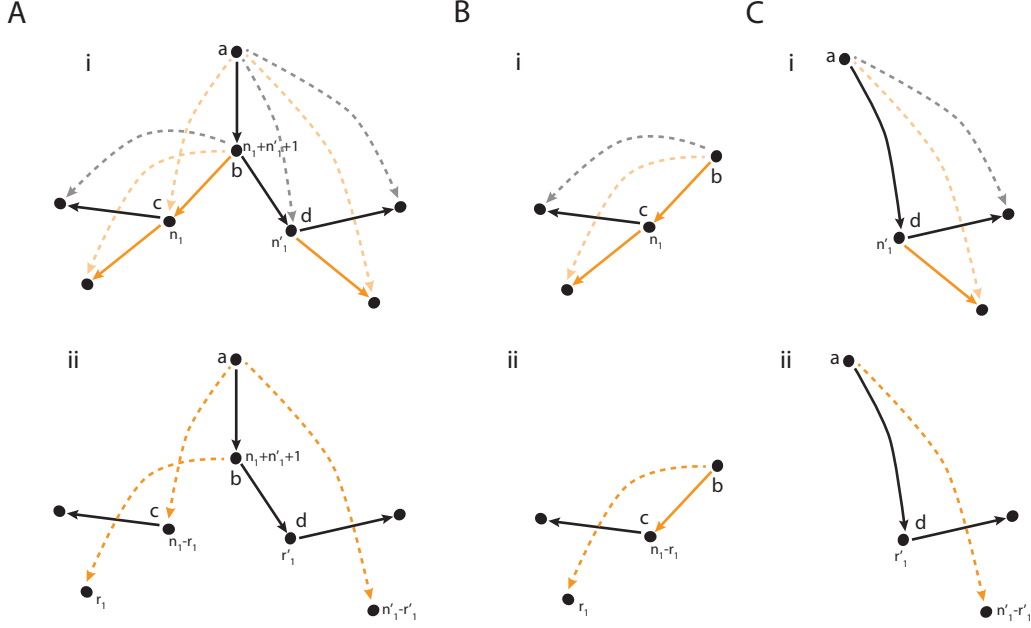 A
B
C
i
i
i
a
a
n₁+n'₁+1
b
b
c
d
c
d
n₁
n'₁
n₁
n'₁
ii
ii
ii
a
a
n₁+n'₁+1
b
b
c
d
c
d
n₁-r₁
r'₁
n₁-r₁
r'₁
r₁
n'₁-r'₁
r₁
n'₁-r'₁